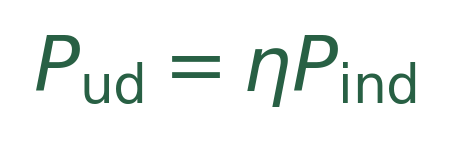 P_ud = ηP_ind